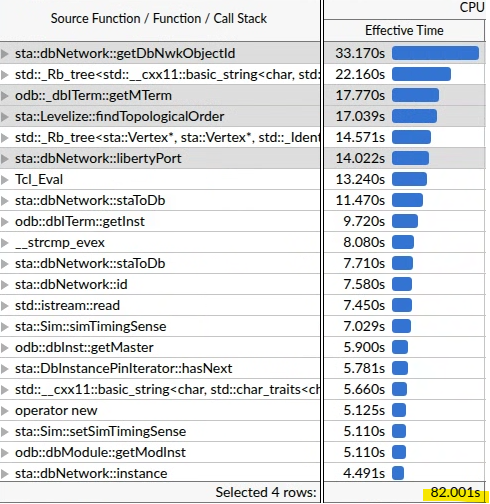 CPU
Source Function / Function / Call Stack
Effective Time
sta::dbNetwork::getDbNwkObjectId 33.170s
std::_Rb_tree<std::__cxx11::basic_string<char, std: 22.160s
odb::_dbITerm::getMTerm 17.770s
sta::Levelize::findTopologicalOrder 17.039s
std::_Rb_tree<sta::Vertex*, sta::Vertex*, std::_Ident 14.571s
sta::dbNetwork::libertyPort 14.022s
Tcl_Eval 13.240s
sta::dbNetwork::staToDb 11.470s
odb::dbITerm::getInst 9.720s
__strcmp_evex 8.080s
sta::dbNetwork::staToDb 7.710s
sta::dbNetwork::id 7.580s
std::istream::read 7.450s
sta::Sim::simTimingSense 7.029s
odb::dbInst::getMaster 5.900s
sta::DbInstancePinIterator::hasNext 5.781s
std::__cxx11::basic_string<char, std::char_traits<ch 5.660s
operator new 5.125s
sta::Sim::setSimTimingSense 5.110s
odb::dbModule::getModInst 5.110s
sta::dbNetwork::instance 4.491s
Selected 4 rows: 82.001s